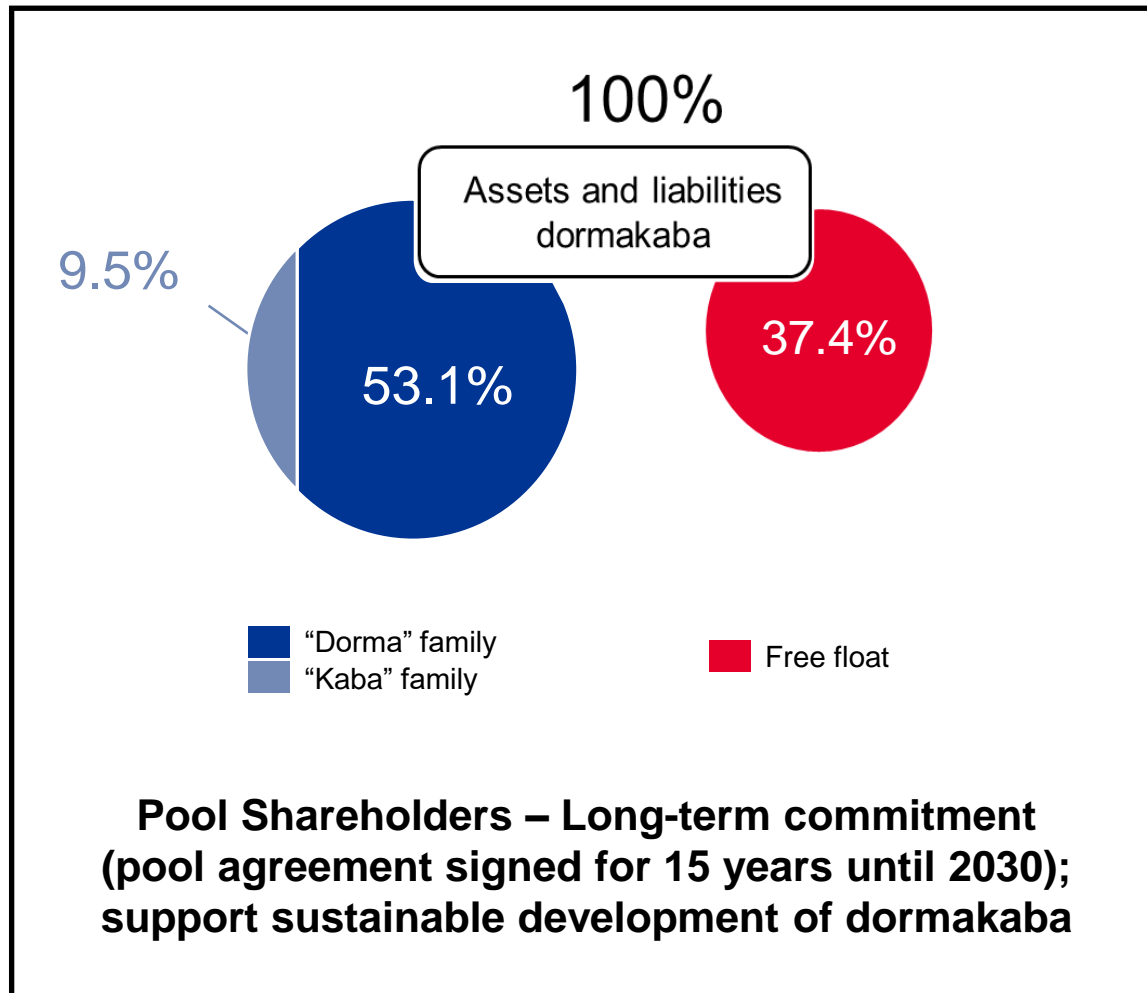 100%
Assets and liabilities
dormakaba
9.5%
53.1%
37.4%
“Dorma” family
“Kaba” family
Free float
Pool Shareholders – Long-term commitment
(pool agreement signed for 15 years until 2030);
support sustainable development of dormakaba